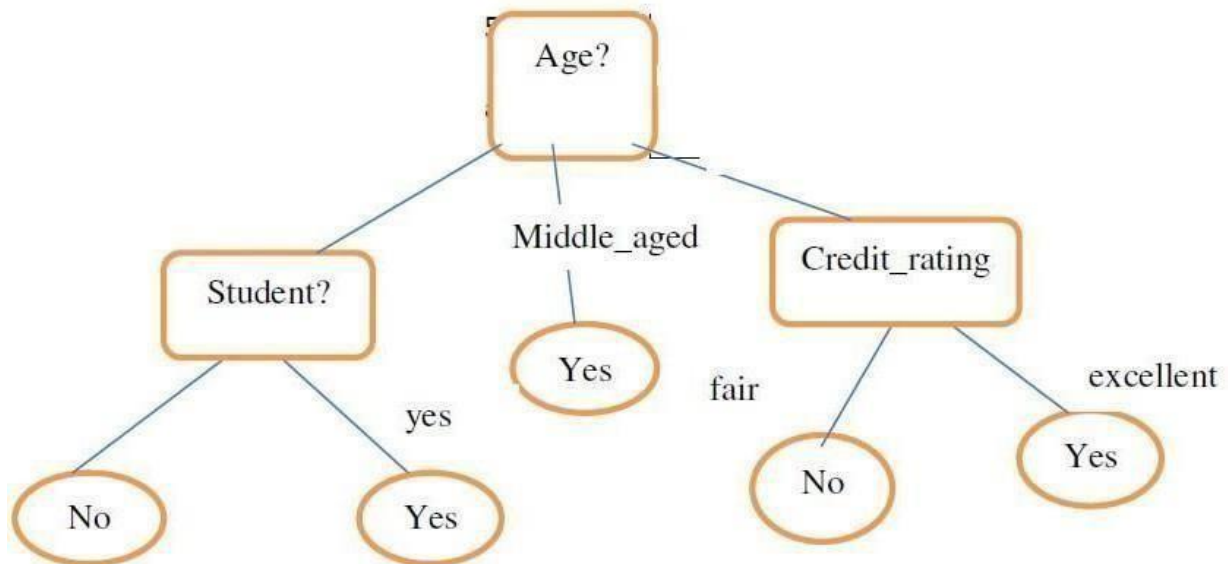 Age?
Middle_aged
Credit_rating
Student?
Yes
fair
excellent
yes
Yes
No
No
Yes